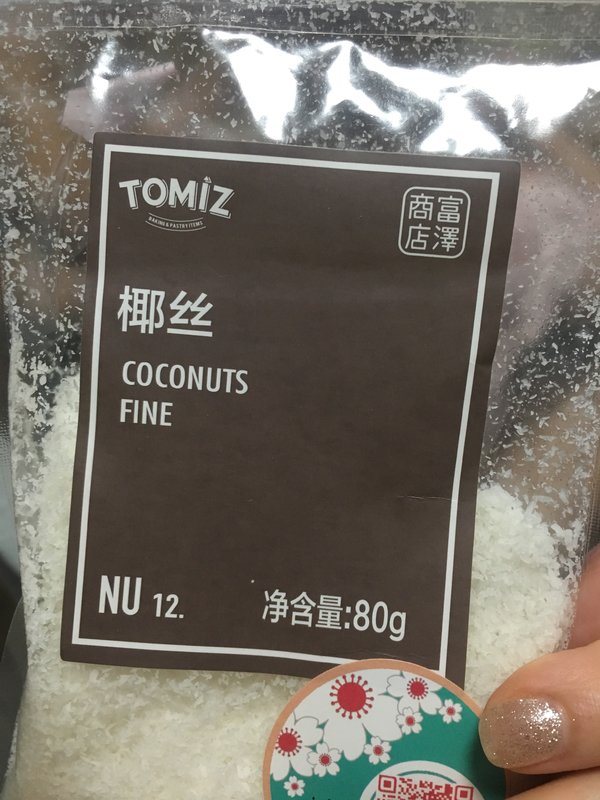 TOMIZ
BAKING & PASTRY ITEMS
富澤
商店
椰丝
COCONUTS
FINE
NU 12.
净含量:80g